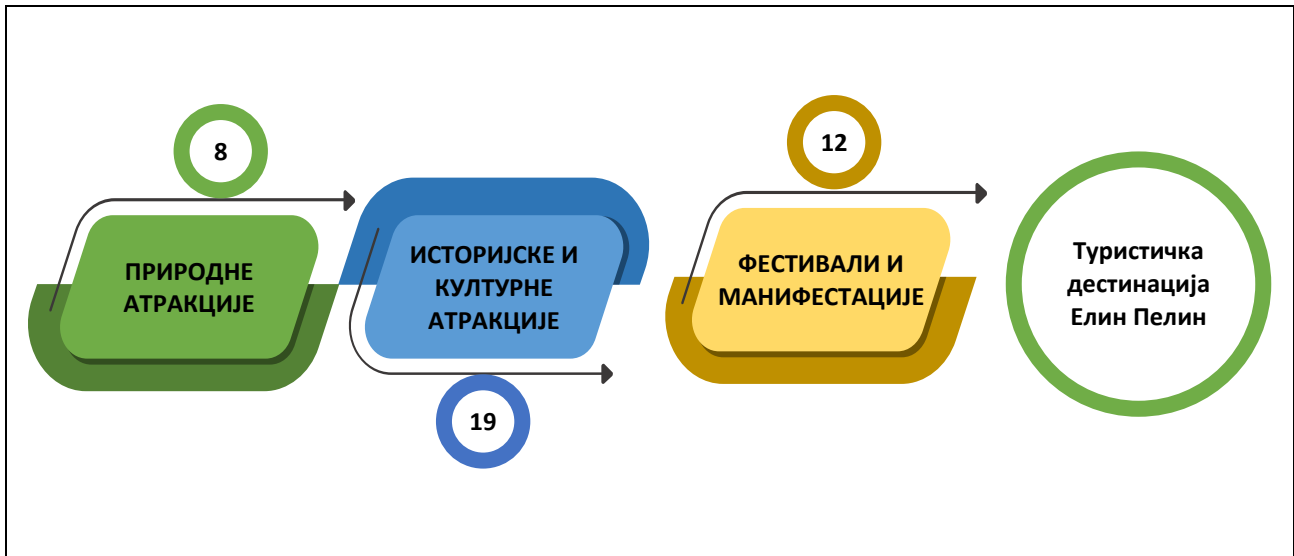 8
ПРИРОДНЕ
АТРАКЦИЈЕ
ИСТОРИЈСКЕ И
КУЛТУРНЕ
АТРАКЦИЈЕ
19
12
ФЕСТИВАЛИ И
МАНИФЕСТАЦИЈЕ
Туристичка
дестинација
Елин Пелин